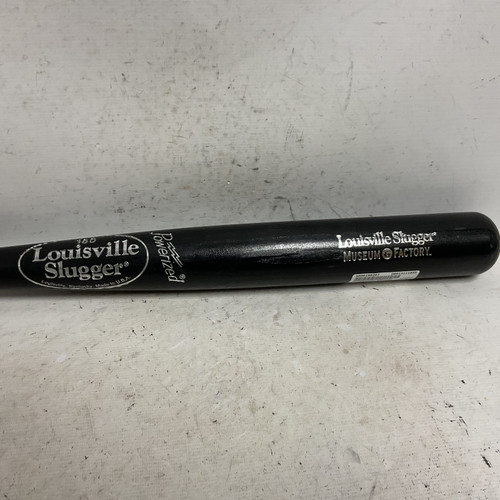 Louisville
Slugger®
Powerized
®
Louisville Slugger®
MUSEUM & FACTORY.